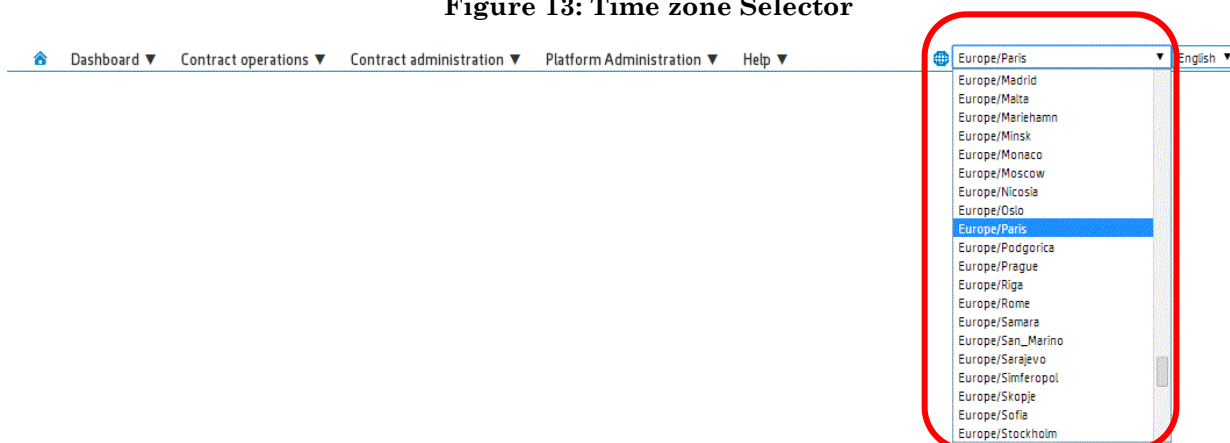 Figure 13: Time zone Selector
Dashboard ▼ Contract operations ▼ Contract administration ▼ Platform Administration ▼ Help ▼ Europe/Paris ▼ English ▼
Europe/Madrid
Europe/Malta
Europe/Mariehamn
Europe/Minsk
Europe/Monaco
Europe/Moscow
Europe/Nicosia
Europe/Oslo
Europe/Paris
Europe/Podgorica
Europe/Prague
Europe/Riga
Europe/Rome
Europe/Samara
Europe/San_Marino
Europe/Sarajevo
Europe/Simferopol
Europe/Skopje
Europe/Sofia
Europe/Stockholm